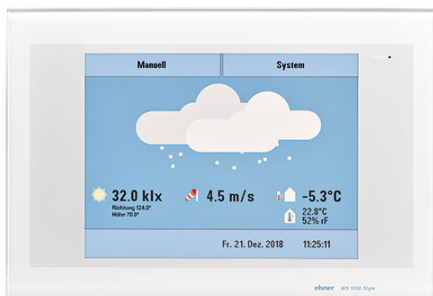 Manuell System
32.0 klx 4.5 m/s -5.3°C
Richtung 124.0°
Höhe 70.0°
22.8°C
52% rF
Fr. 21. Dez. 2018 11:25:11
elsner WS 1000 Style